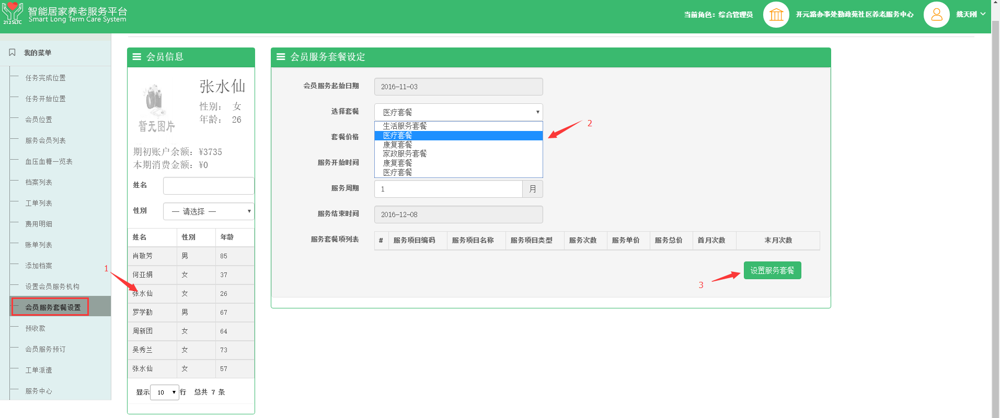 智能居家养老服务平台
Smart Long Term Care System
212SLTC
当前角色：综合管理员
开元路办事处勤政苑社区养老服务中心
姚天刚
我的菜单
任务完成位置
任务开始位置
会员位置
服务会员列表
血压血糖一览表
档案列表
工单列表
费用明细
账单列表
添加档案
设置会员服务机构
会员服务套餐设置
预收款
会员服务预订
工单派遣
服务中心
会员信息
暂无图片
张水仙
性别： 女
年龄： 26
期初账户余额：¥3735
本期消费金额：¥0
姓名
性别 — 请选择 —
姓名 性别 年龄
肖敬芳 男 85
何亚娟 女 37
1
张水仙 女 26
罗学勤 男 67
周新团 女 64
吴秀兰 女 73
张水仙 女 57
显示 10 行 总共 7 条
会员服务套餐设定
会员服务起始日期 2016-11-03
选择套餐 医疗套餐
生活服务套餐
医疗套餐
康复套餐
家政服务套餐
康复套餐
医疗套餐
2
套餐价格
服务开始时间
服务周期 1 月
服务结束时间 2016-12-08
服务套餐项列表
# 服务项目编码 服务项目名称 服务项目类型 服务次数 服务单价 服务总价 首月次数 末月次数
3
设置服务套餐